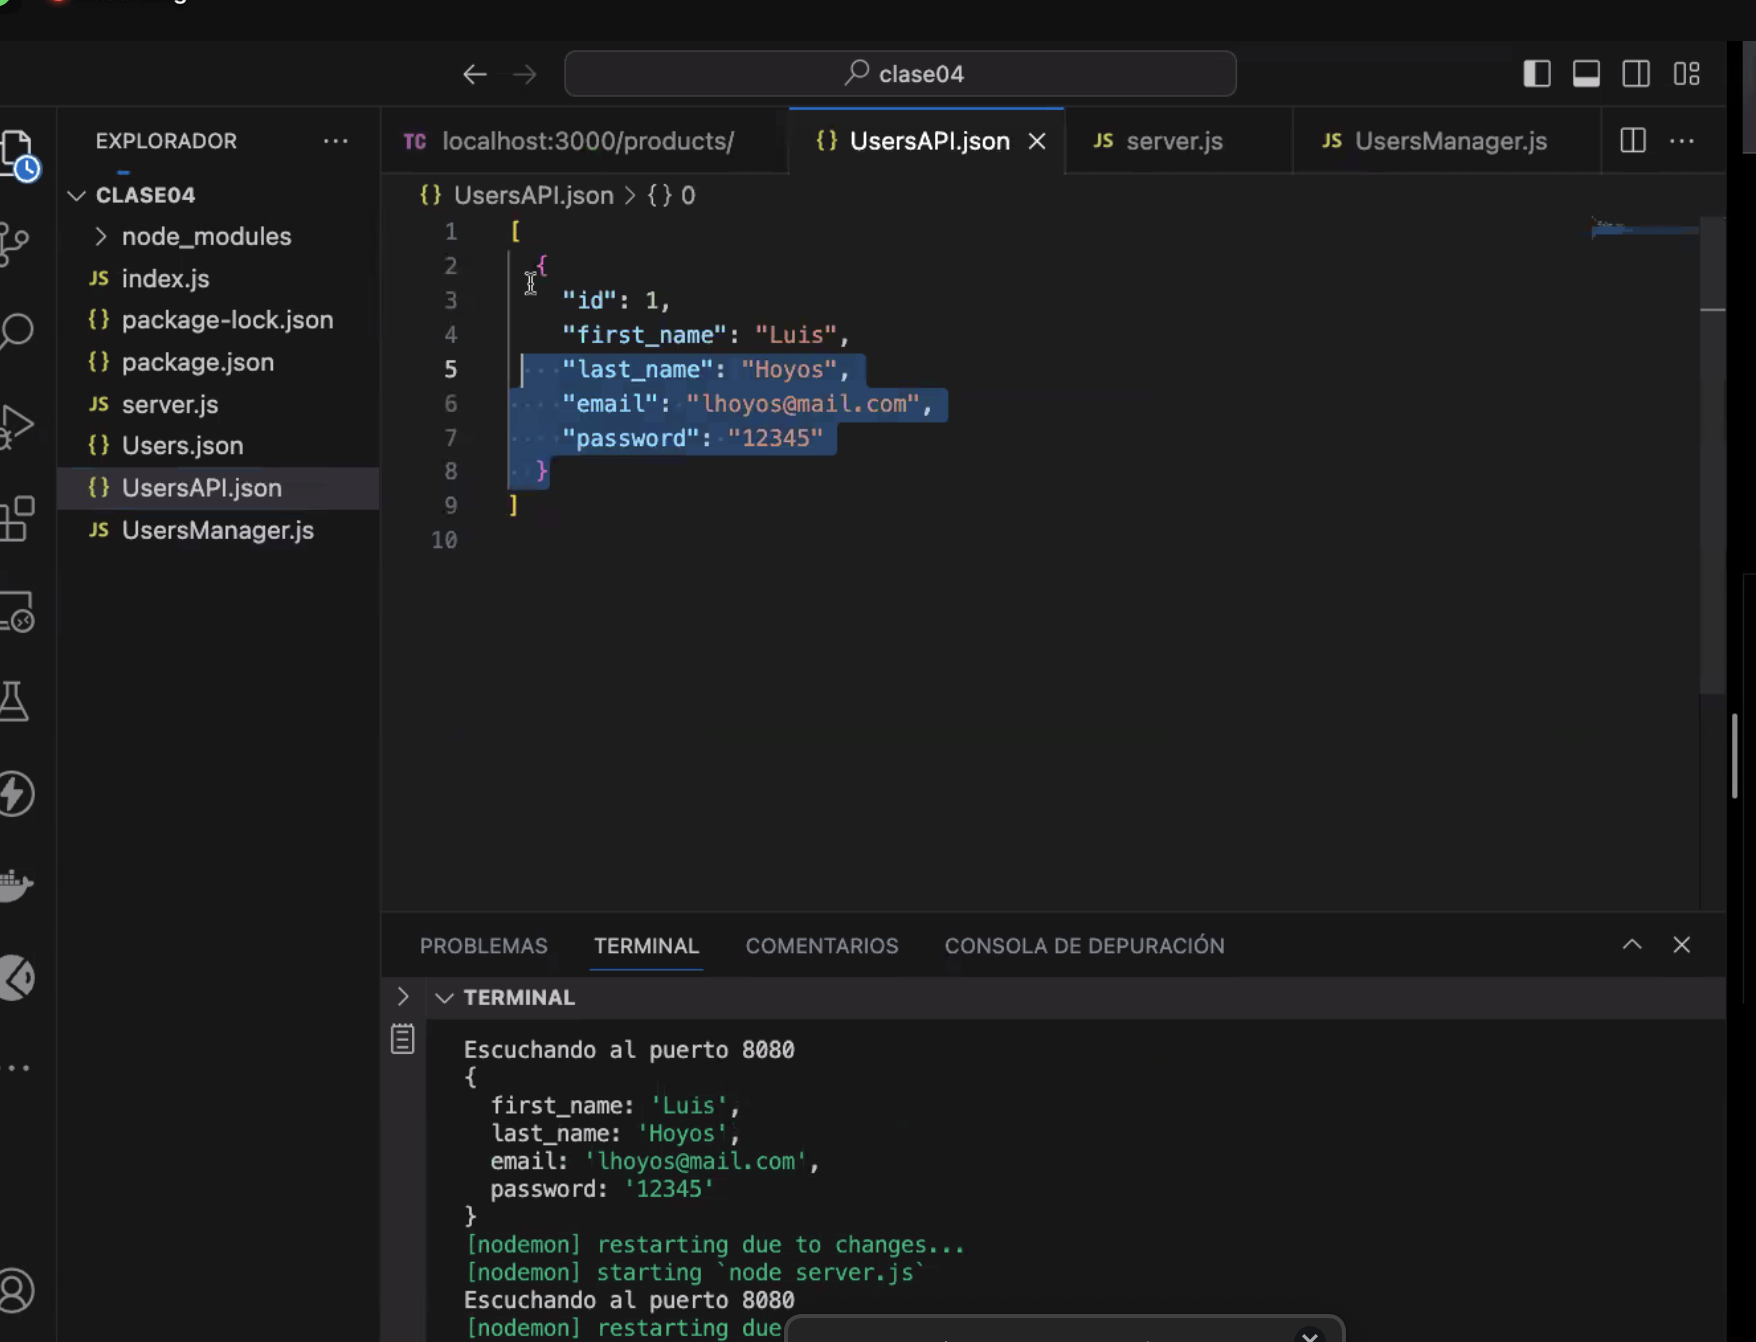 clase04
EXPLORADOR
TC localhost:3000/products/
{} UsersAPI.json
JS server.js
JS UsersManager.js
CLASE04
node_modules
JS index.js
{} package-lock.json
{} package.json
JS server.js
{} Users.json
{} UsersAPI.json
JS UsersManager.js
{} UsersAPI.json > {} 0
1 [
2 {
3 "id": 1,
4 "first_name": "Luis",
5 "last_name": "Hoyos",
6 "email": "lhoyos@mail.com",
7 "password": "12345"
8 }
9 ]
10
PROBLEMAS TERMINAL COMENTARIOS CONSOLA DE DEPURACIÓN
TERMINAL
Escuchando al puerto 8080
{
first_name: 'Luis',
last_name: 'Hoyos',
email: 'lhoyos@mail.com',
password: '12345'
}
[nodemon] restarting due to changes...
[nodemon] starting `node server.js`
Escuchando al puerto 8080
[nodemon] restarting due